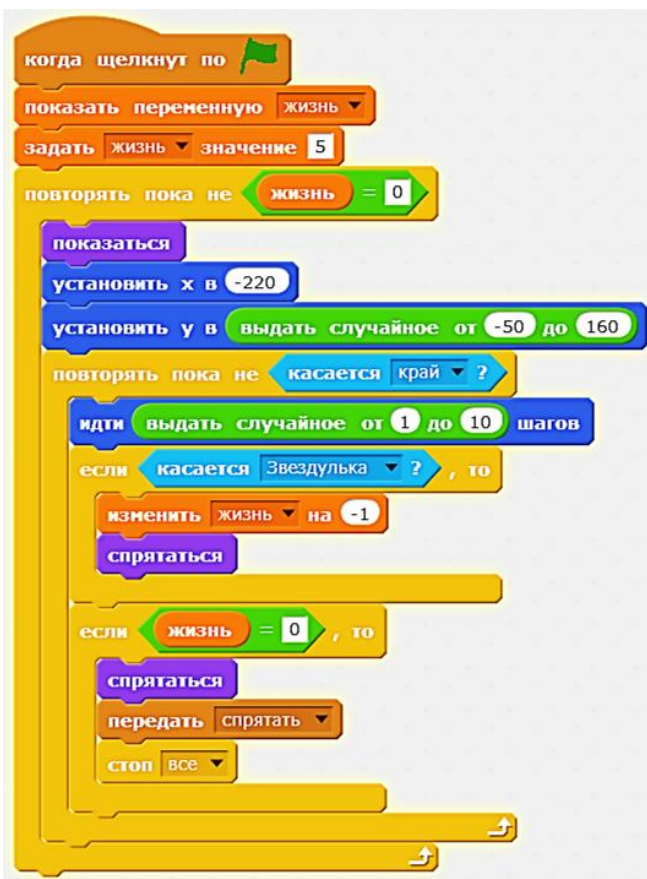 когда щелкнут по
показать переменную жизнь
задать жизнь значение 5
повторять пока не жизнь = 0
показаться
установить x в -220
установить y в выдать случайное от -50 до 160
повторять пока не касается край ?
идти выдать случайное от 1 до 10 шагов
если касается Звездулька ? , то
изменить жизнь на -1
спрятаться
если жизнь = 0 , то
спрятаться
передать спрятать
стоп все